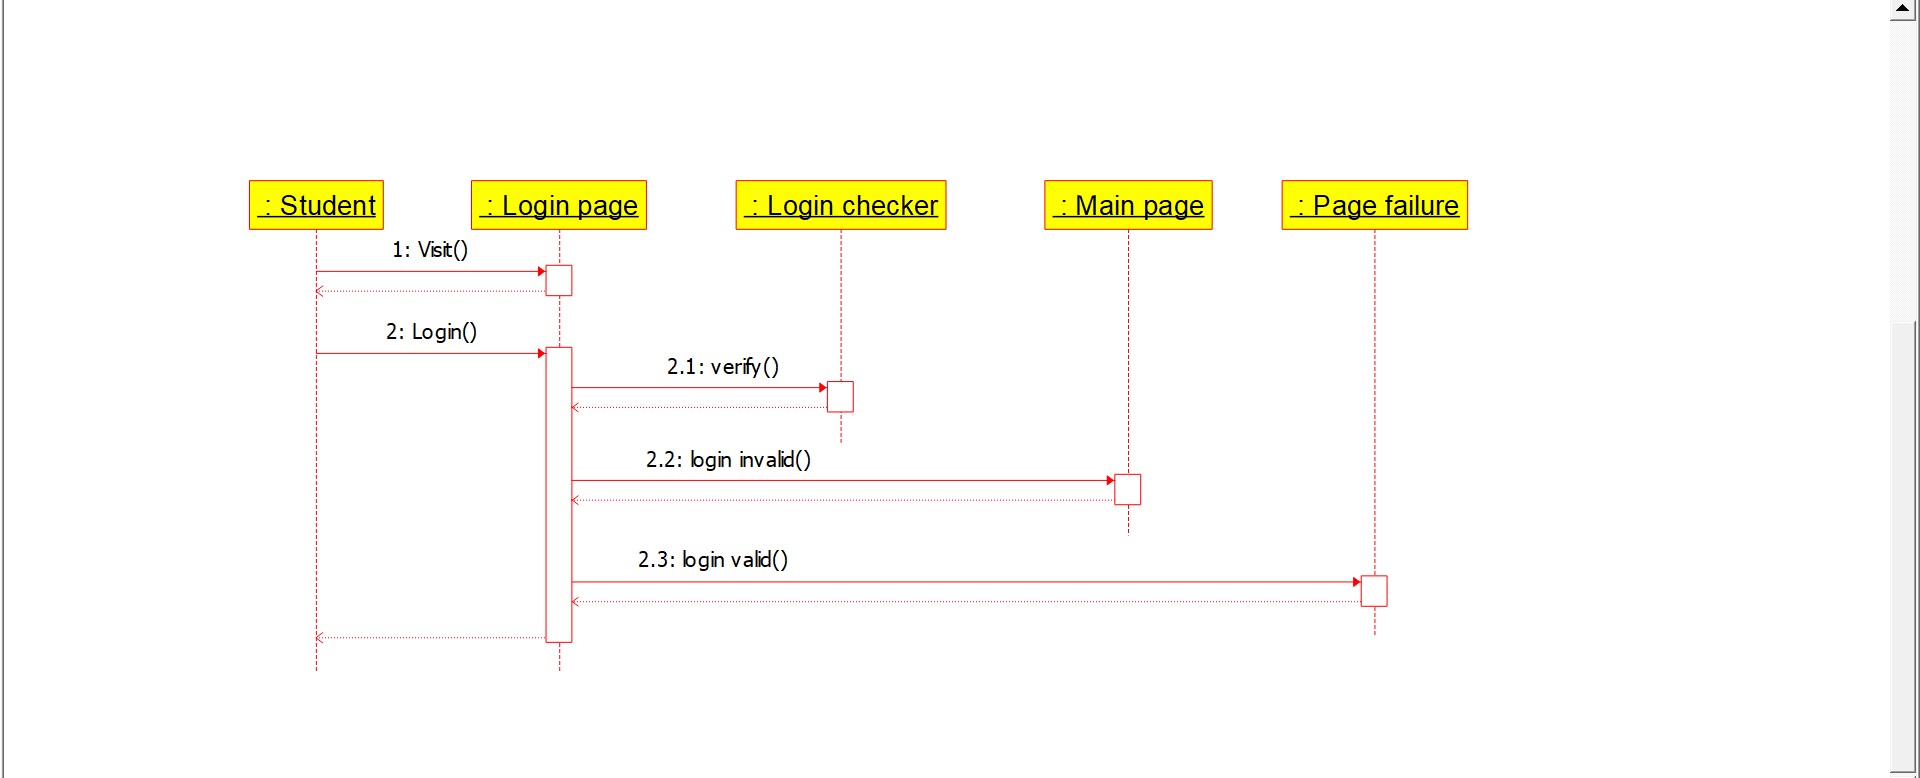 : Student : Login page : Login checker : Main page : Page failure
1: Visit()
2: Login()
2.1: verify()
2.2: login invalid()
2.3: login valid()